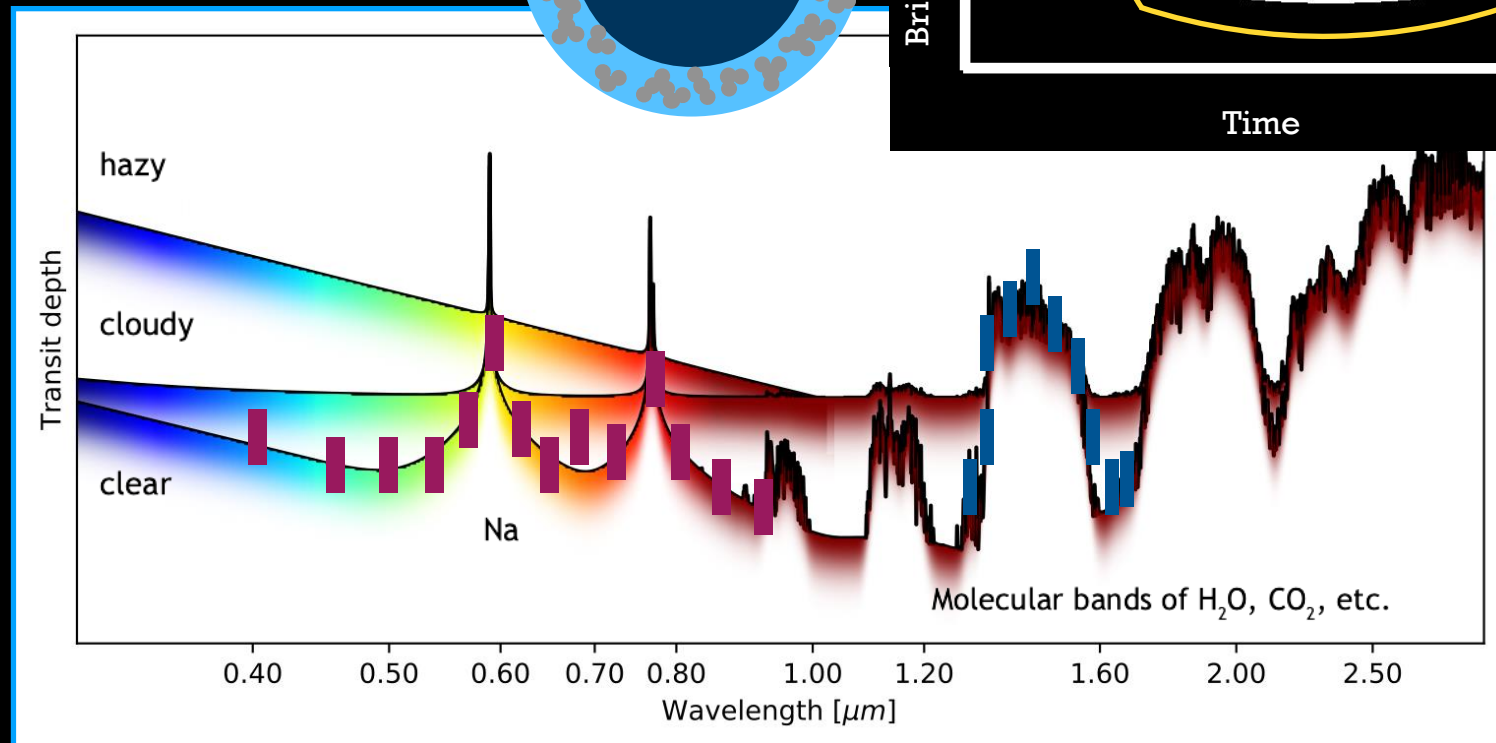 Bri
Time
hazy
cloudy
clear
Na
Molecular bands of H₂O, CO₂, etc.
Transit depth
0.40 0.50 0.60 0.70 0.80 1.00 1.20 1.60 2.00 2.50
Wavelength [μm]